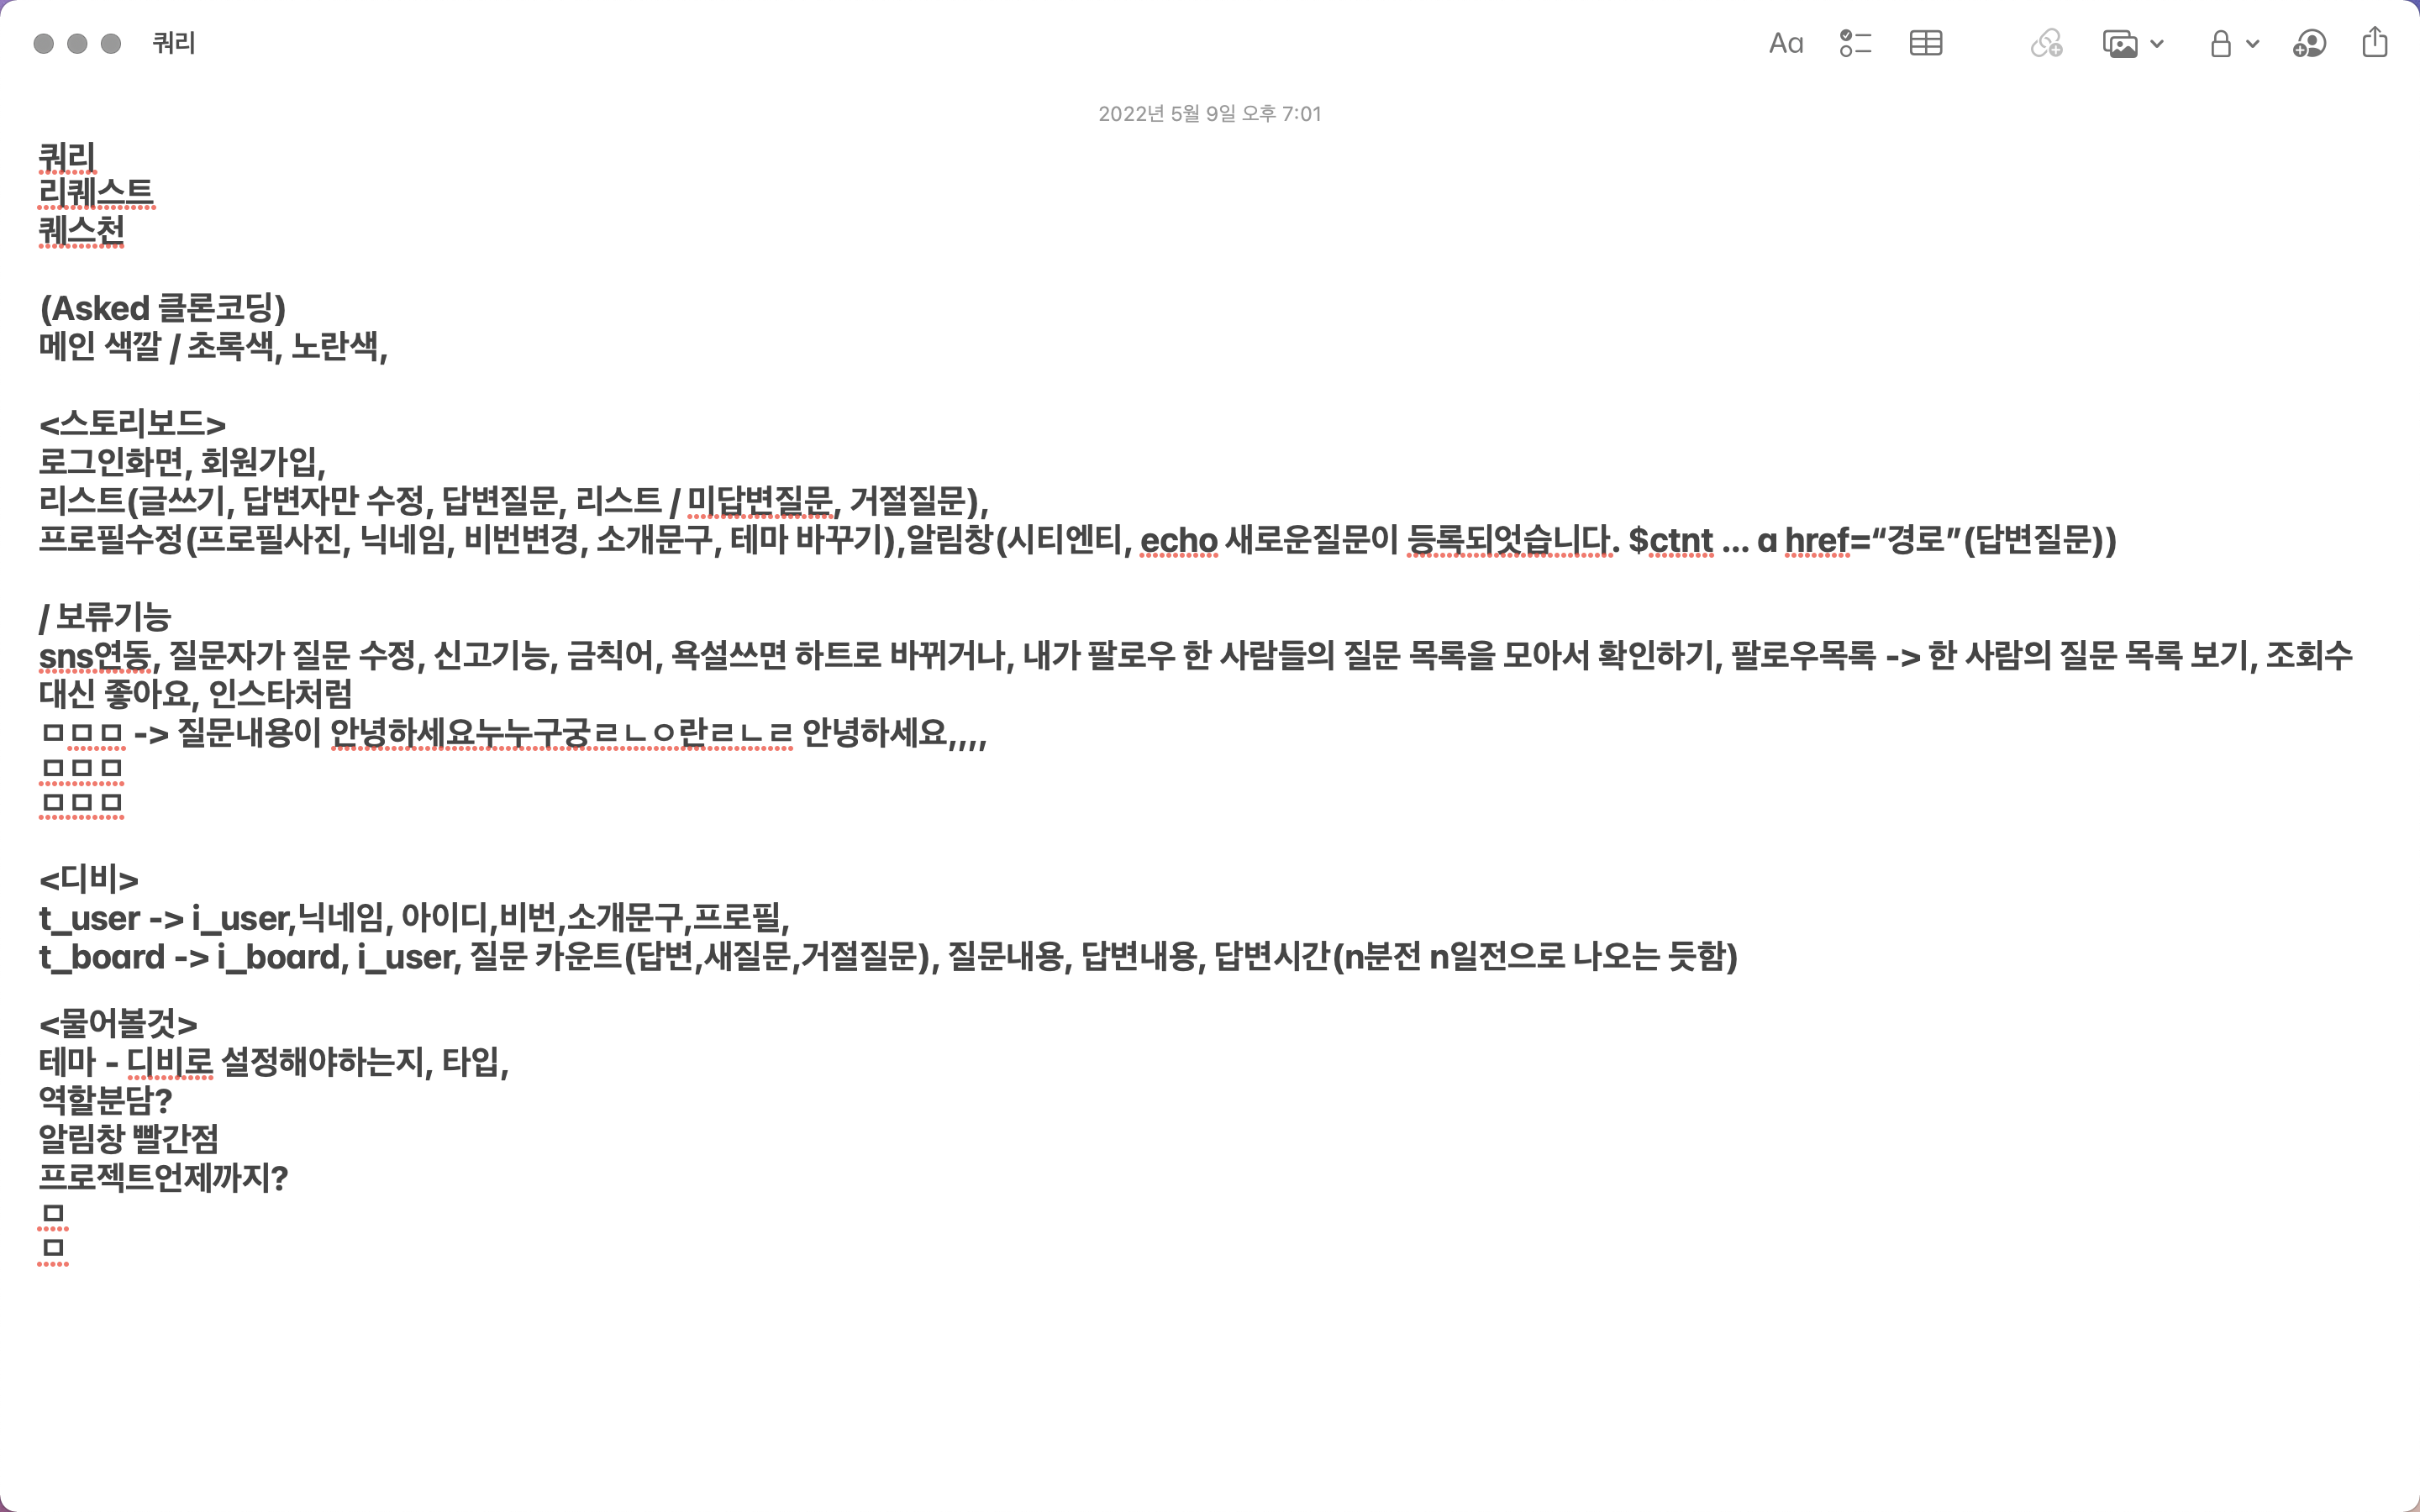 쿼리
Aa
2022년 5월 9일 오후 7:01
쿼리
리퀘스트
퀘스천
(Asked 클론코딩)
메인 색깔 / 초록색, 노란색,
<스토리보드>
로그인화면, 회원가입,
리스트(글쓰기, 답변자만 수정, 답변질문, 리스트 / 미답변질문, 거절질문),
프로필수정(프로필사진, 닉네임, 비번변경, 소개문구, 테마 바꾸기),알림창(시티엔티, echo 새로운질문이 등록되엇습니다. $ctnt ... a href=“경로”(답변질문))
/ 보류기능
sns연동, 질문자가 질문 수정, 신고기능, 금칙어, 욕설쓰면 하트로 바뀌거나, 내가 팔로우 한 사람들의 질문 목록을 모아서 확인하기, 팔로우목록 -> 한 사람의 질문 목록 보기, 조회수
대신 좋아요, 인스타처럼
ㅁㅁㅁ -> 질문내용이 안녕하세요누누구궁ㄹㄴㅇ란ㄹㄴㄹ 안녕하세요,,,,
ㅁㅁㅁ
ㅁㅁㅁ
<디비>
t_user -> i_user,닉네임, 아이디,비번,소개문구,프로필,
t_board -> i_board, i_user, 질문 카운트(답변,새질문,거절질문), 질문내용, 답변내용, 답변시간(n분전 n일전으로 나오는 듯함)
<물어볼것>
테마 - 디비로 설정해야하는지, 타입,
역할분담?
알림창 빨간점
프로젝트언제까지?
ㅁ
ㅁ